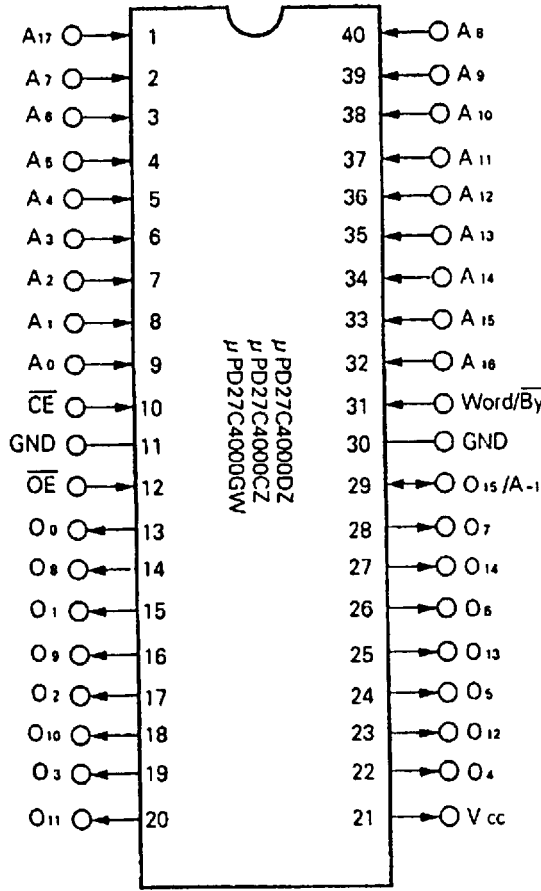 A17 1 40 A8
A7 2 39 A9
A6 3 38 A10
A5 4 37 A11
A4 5 36 A12
A3 6 35 A13
A2 7 34 A14
A1 8 33 A15
A0 9 32 A16
CE 10 31 Word/By
GND 11 30 GND
OE 12 29 O15/A-1
O0 13 28 O7
O8 14 27 O14
O1 15 26 O6
O9 16 25 O13
O2 17 24 O5
O10 18 23 O12
O3 19 22 O4
O11 20 21 Vcc
μPD27C4000DZ
μPD27C4000CZ
μPD27C4000GW